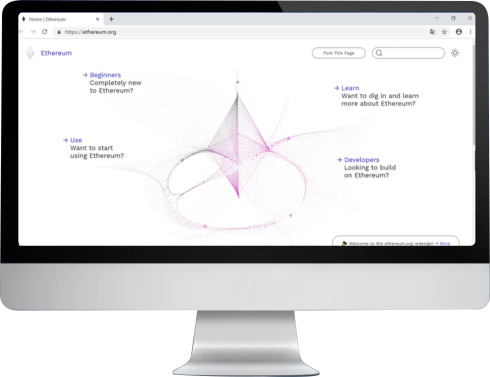 Home | Ethereum
https://ethereum.org
Ethereum
Fork This Page
→ Beginners
Completely new
to Ethereum?
→ Learn
Want to dig in and learn
more about Ethereum?
→ Use
Want to start
using Ethereum?
→ Developers
Looking to build
on Ethereum?
Welcome to the ethereum.org redesign! → More